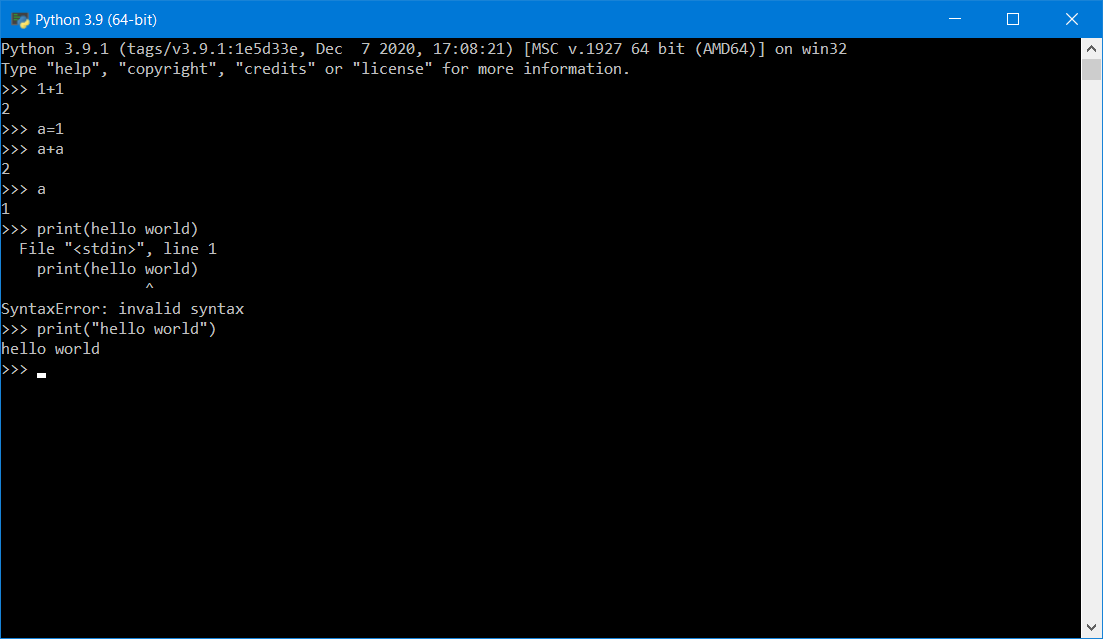 Python 3.9 (64-bit)
Python 3.9.1 (tags/v3.9.1:1e5d33e, Dec  7 2020, 17:08:21) [MSC v.1927 64 bit (AMD64)] on win32
Type "help", "copyright", "credits" or "license" for more information.
>>> 1+1
2
>>> a=1
>>> a+a
2
>>> a
1
>>> print(hello world)
  File "<stdin>", line 1
    print(hello world)
                ^
SyntaxError: invalid syntax
>>> print("hello world")
hello world
>>>